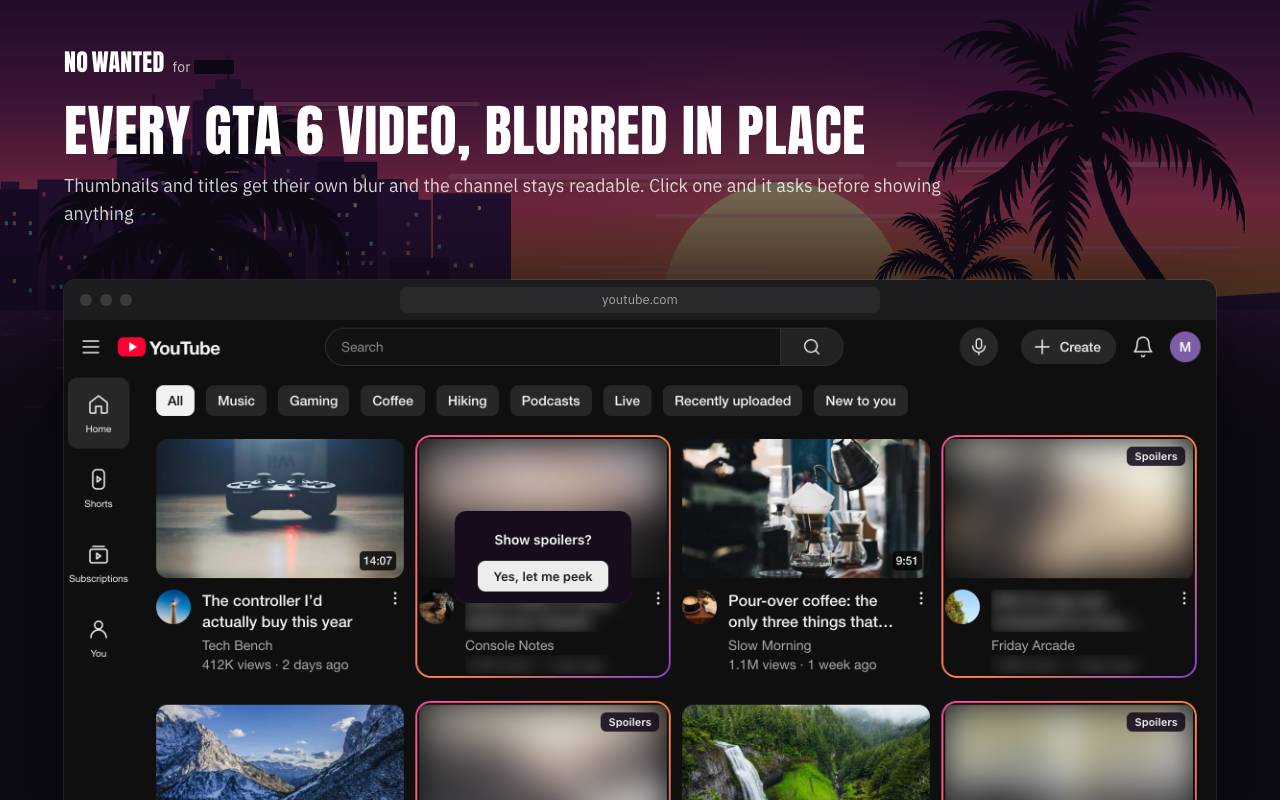 NO WANTED for
EVERY GTA 6 VIDEO, BLURRED IN PLACE
Thumbnails and titles get their own blur and the channel stays readable. Click one and it asks before showing
anything
youtube.com
YouTube
Search
Create
M
All
Music
Gaming
Coffee
Hiking
Podcasts
Live
Recently uploaded
New to you
Home
Shorts
Subscriptions
You
14:07
The controller I'd
actually buy this year
Tech Bench
412K views · 2 days ago
Show spoilers?
Yes, let me peek
Console Notes
9:51
Pour-over coffee: the
only three things that…
Slow Morning
1.1M views · 1 week ago
Spoilers
Friday Arcade
Spoilers
Spoilers